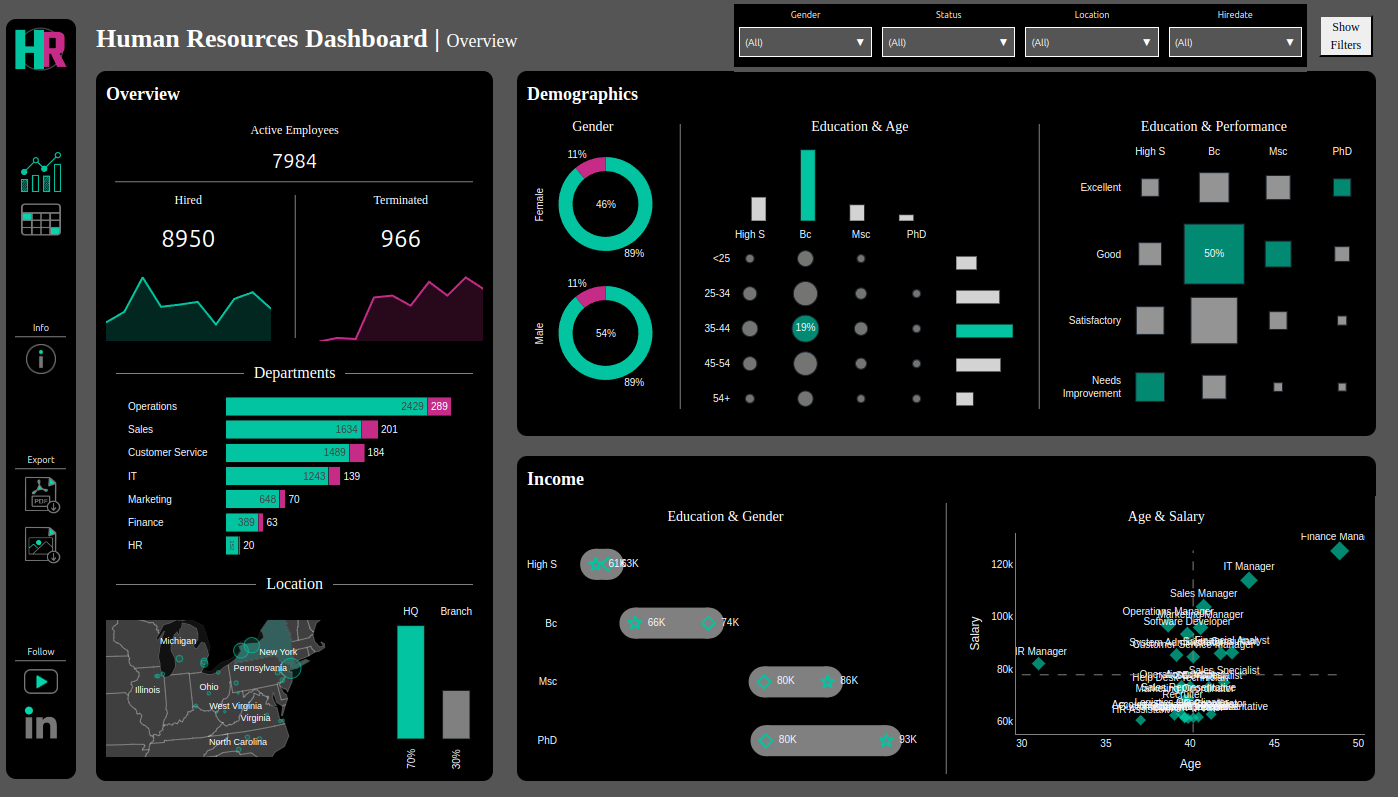 HR
Human Resources Dashboard | Overview
Gender
Status
Location
Hiredate
(All)
(All)
(All)
(All)
Show
Filters
Info
Export
PDF
Follow
in
Overview
Active Employees
7984
Hired
Terminated
8950
966
Departments
Operations 2429 289
Sales 1634 201
Customer Service 1489 184
IT 1243 139
Marketing 648 70
Finance 389 63
HR 20
Location
HQ
Branch
Michigan
New York
Pennsylvania
Illinois
Ohio
West Virginia
Virginia
North Carolina
70%
30%
Demographics
Gender
Female
11%
46%
89%
Male
11%
54%
89%
Education & Age
High S
Bc
Msc
PhD
<25
25-34
35-44
19%
45-54
54+
Education & Performance
High S
Bc
Msc
PhD
Excellent
Good
50%
Satisfactory
Needs
Improvement
Income
Education & Gender
High S 61K 63K
Bc 66K 74K
Msc 80K 86K
PhD 80K 93K
Age & Salary
Finance Mana
IT Manager
Sales Manager
Operations Manager
Marketing Manager
Software Developer
Financial Analyst
Customer Service Manager
IR Manager
Sales Specialist
Help Desk
Sales Representative
Recruiter
HR Assistant
120k
100k
80k
60k
Salary
30
35
40
45
50
Age